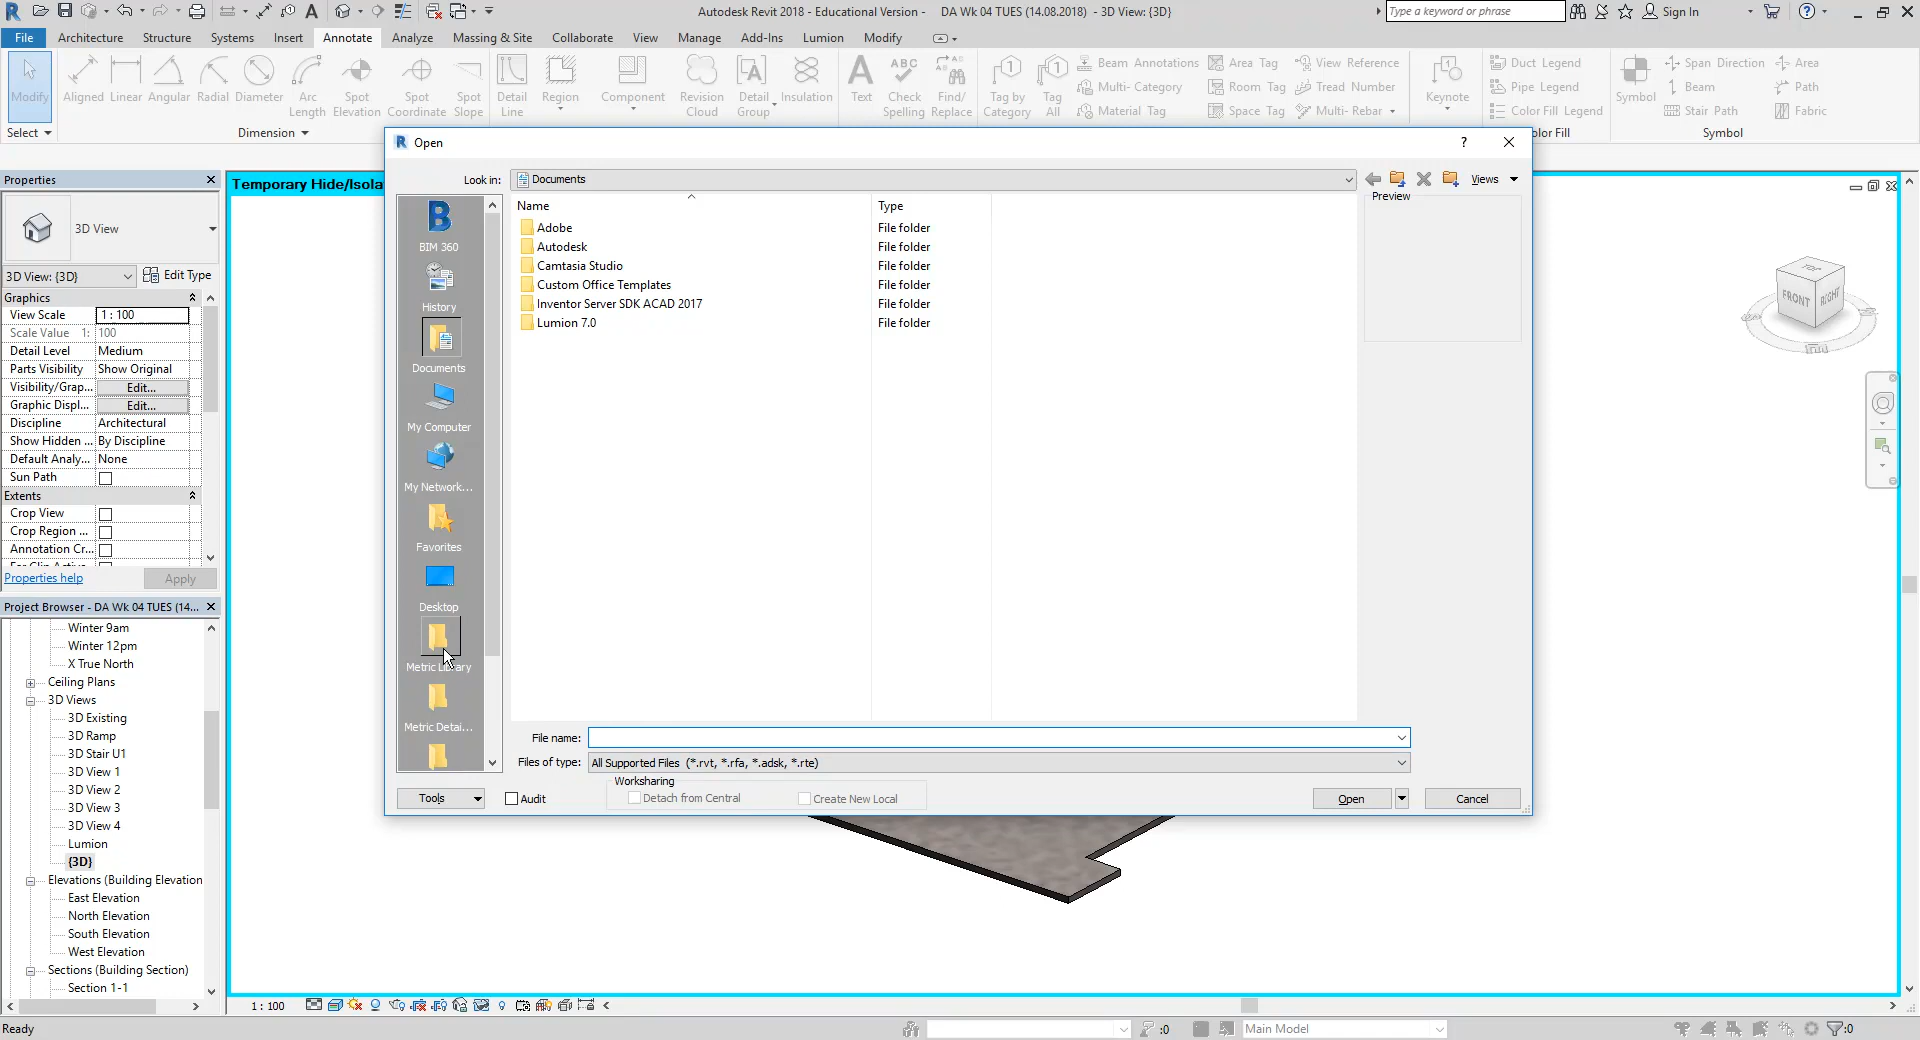 Autodesk Revit 2018 - Educational Version - DA Wk 04 TUES (14.08.2018) - 3D View: {3D}
Type a keyword or phrase
Sign In
File Architecture Structure Systems Insert Annotate Analyze Massing & Site Collaborate View Manage Add-Ins Lumion Modify
Modify
Aligned Linear Angular Radial Diameter Arc Length Spot Elevation Spot Coordinate Spot Slope
Detail Line Region Component Revision Cloud Detail Group Insulation
Text Check Spelling Find/ Replace
Tag by Category Tag All
Beam Annotations Area Tag View Reference
Multi- Category Room Tag Tread Number
Material Tag Space Tag Multi- Rebar
Keynote
Duct Legend
Pipe Legend
Color Fill Legend
Symbol
Span Direction Area
Beam Path
Stair Path Fabric
Select Dimension olor Fill Symbol
Properties
3D View
3D View: {3D} Edit Type
Graphics
View Scale 1 : 100
Scale Value 1: 100
Detail Level Medium
Parts Visibility Show Original
Visibility/Grap... Edit...
Graphic Displ... Edit...
Discipline Architectural
Show Hidden ... By Discipline
Default Analy... None
Sun Path
Extents
Crop View
Crop Region ...
Annotation Cr...
Properties help Apply
Project Browser - DA Wk 04 TUES (14...
Winter 9am
Winter 12pm
X True North
Ceiling Plans
3D Views
3D Existing
3D Ramp
3D Stair U1
3D View 1
3D View 2
3D View 3
3D View 4
Lumion
{3D}
Elevations (Building Elevation
East Elevation
North Elevation
South Elevation
West Elevation
Sections (Building Section)
Section 1-1
Temporary Hide/Isola
Open
Look in: Documents
Views
Preview
BIM 360
History
Documents
My Computer
My Network...
Favorites
Desktop
Metric Library
Metric Detai...
Name Type
Adobe File folder
Autodesk File folder
Camtasia Studio File folder
Custom Office Templates File folder
Inventor Server SDK ACAD 2017 File folder
Lumion 7.0 File folder
File name:
Files of type: All Supported Files (*.rvt, *.rfa, *.adsk, *.rte)
Worksharing
Tools
Audit
Detach from Central
Create New Local
Open
Cancel
TOP
FRONT
RIGHT
1 : 100
Ready
:0
Main Model
:0